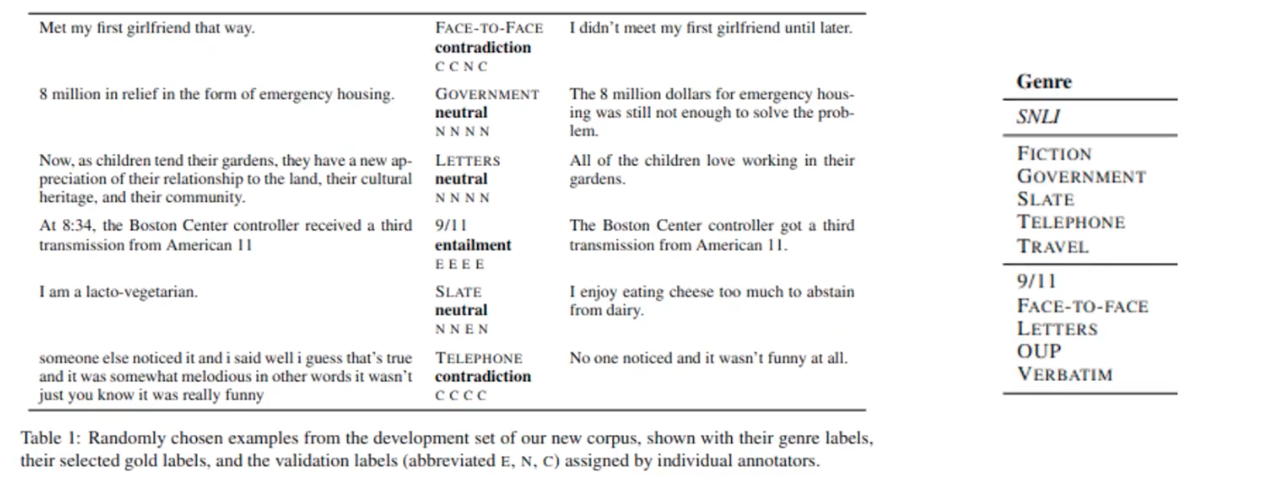 Met my first girlfriend that way.
FACE-TO-FACE
contradiction
C C N C
I didn't meet my first girlfriend until later.
8 million in relief in the form of emergency housing.
GOVERNMENT
neutral
N N N N
The 8 million dollars for emergency hous-
ing was still not enough to solve the prob-
lem.
Now, as children tend their gardens, they have a new ap-
preciation of their relationship to the land, their cultural
heritage, and their community.
LETTERS
neutral
N N N N
All of the children love working in their
gardens.
At 8:34, the Boston Center controller received a third
transmission from American 11
9/11
entailment
E E E E
The Boston Center controller got a third
transmission from American 11.
I am a lacto-vegetarian.
SLATE
neutral
N N E N
I enjoy eating cheese too much to abstain
from dairy.
someone else noticed it and i said well i guess that's true
and it was somewhat melodious in other words it wasn't
just you know it was really funny
TELEPHONE
contradiction
C C C C
No one noticed and it wasn't funny at all.
Table 1: Randomly chosen examples from the development set of our new corpus, shown with their genre labels,
their selected gold labels, and the validation labels (abbreviated E, N, C) assigned by individual annotators.
Genre
SNLI
FICTION
GOVERNMENT
SLATE
TELEPHONE
TRAVEL
9/11
FACE-TO-FACE
LETTERS
OUP
VERBATIM